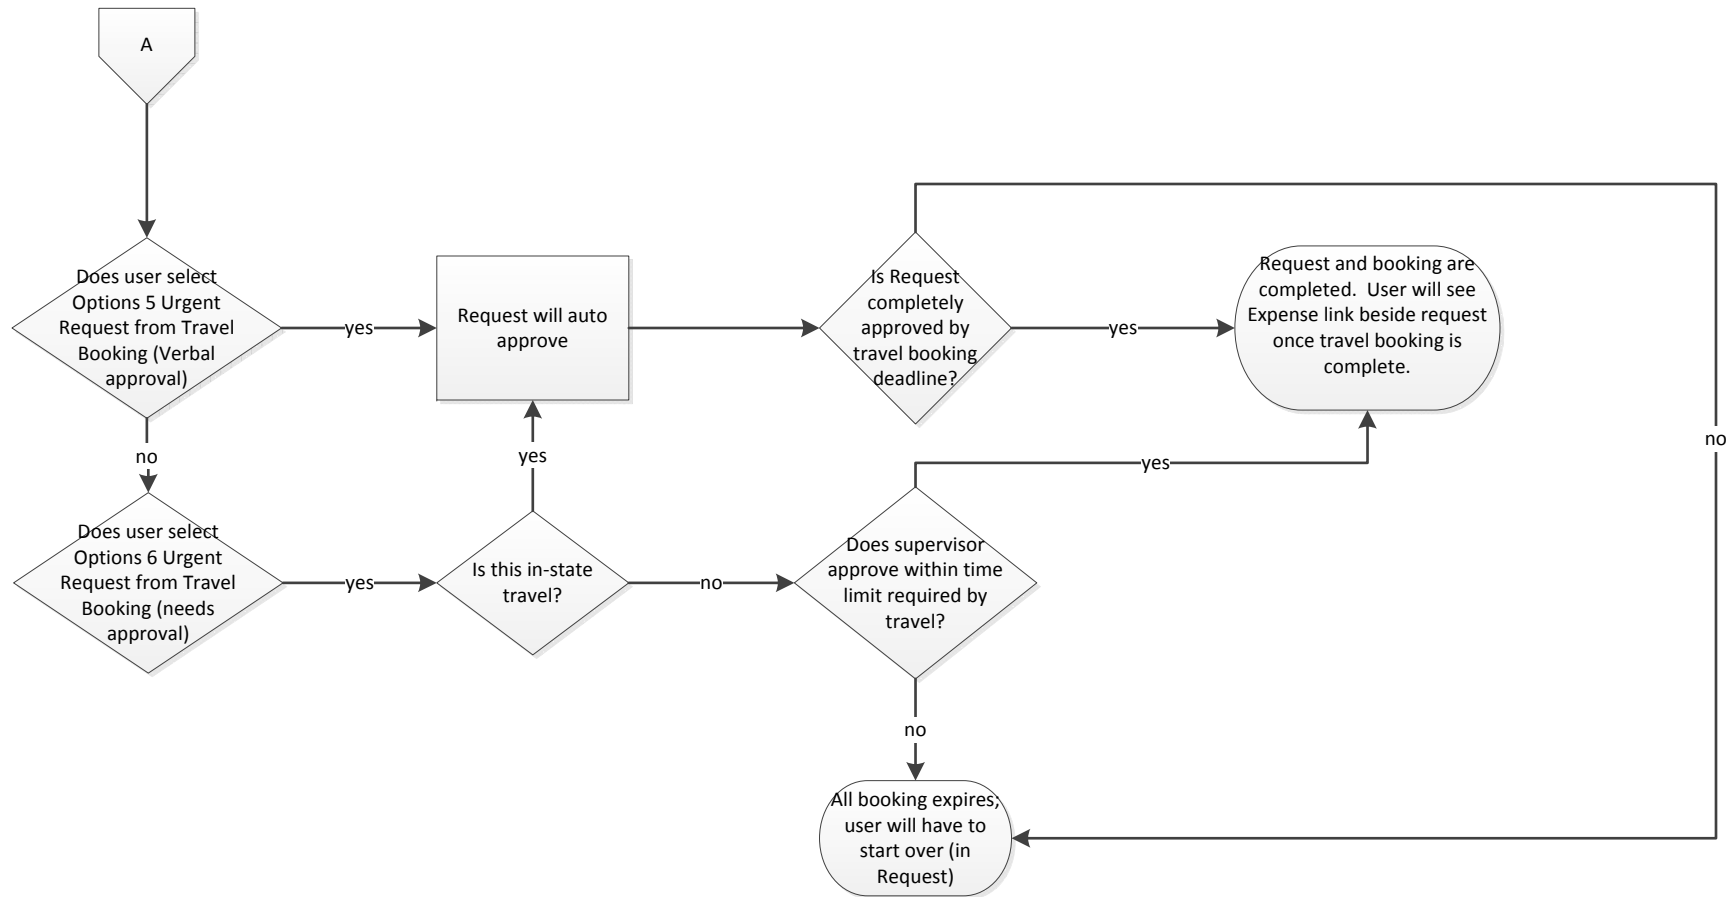 A
Does user select
Options 5 Urgent
Request from Travel
Booking (Verbal
approval)
yes
Request will auto
approve
Is Request
completely
approved by
travel booking
deadline?
yes
Request and booking are
completed.  User will see
Expense link beside request
once travel booking is
complete.
no
no
yes
yes
Does user select
Options 6 Urgent
Request from Travel
Booking (needs
approval)
yes
Is this in-state
travel?
no
Does supervisor
approve within time
limit required by
travel?
no
All booking expires;
user will have to
start over (in
Request)